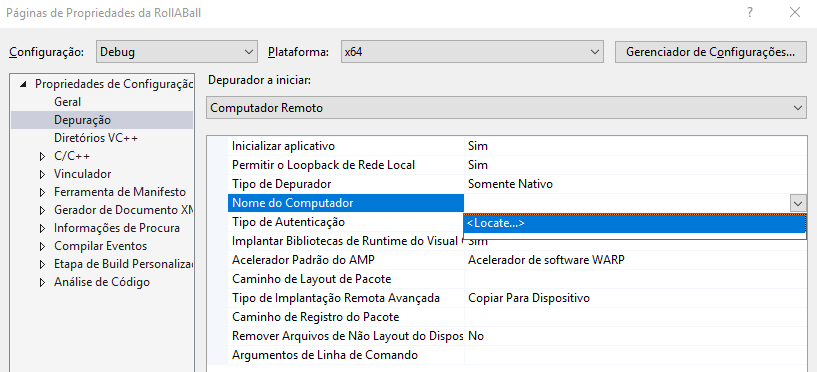 Páginas de Propriedades da RollABall
?
Configuração: Debug Plataforma: x64 Gerenciador de Configurações...
Propriedades de Configuração
Geral
Depuração
Diretórios VC++
C/C++
Vinculador
Ferramenta de Manifesto
Gerador de Documento XM
Informações de Procura
Compilar Eventos
Etapa de Build Personaliza
Análise de Código
Depurador a iniciar:
Computador Remoto
Inicializar aplicativo Sim
Permitir o Loopback de Rede Local Sim
Tipo de Depurador Somente Nativo
Nome do Computador
Tipo de Autenticação <Locate...>
Implantar Bibliotecas de Runtime do Visual Sim
Acelerador Padrão do AMP Acelerador de software WARP
Caminho de Layout de Pacote
Tipo de Implantação Remota Avançada Copiar Para Dispositivo
Caminho de Registro do Pacote
Remover Arquivos de Não Layout do Dispos No
Argumentos de Linha de Comando